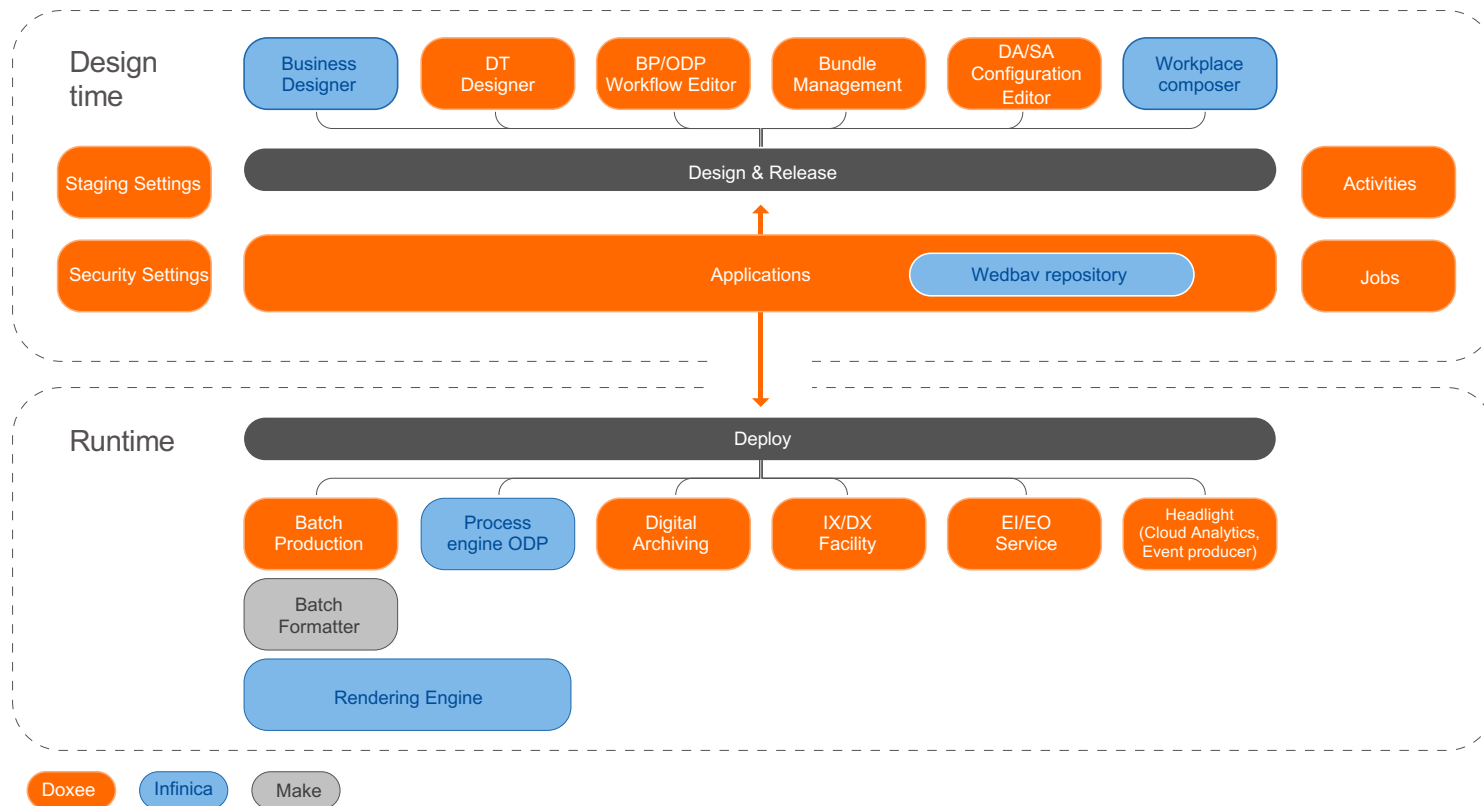 Design
time
Business
Designer
DT
Designer
BP/ODP
Workflow Editor
Bundle
Management
DA/SA
Configuration
Editor
Workplace
composer
Staging Settings
Design & Release
Activities
Security Settings
Applications
Wedbav repository
Jobs
Runtime
Deploy
Batch
Production
Process
engine ODP
Digital
Archiving
IX/DX
Facility
EI/EO
Service
Headlight
(Cloud Analytics,
Event producer)
Batch
Formatter
Rendering Engine
Doxee
Infinica
Make